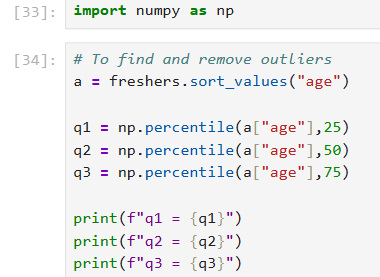 [33]: import numpy as np
[34]: # To find and remove outliers
a = freshers.sort_values("age")
q1 = np.percentile(a["age"],25)
q2 = np.percentile(a["age"],50)
q3 = np.percentile(a["age"],75)
print(f"q1 = {q1}")
print(f"q2 = {q2}")
print(f"q3 = {q3}")